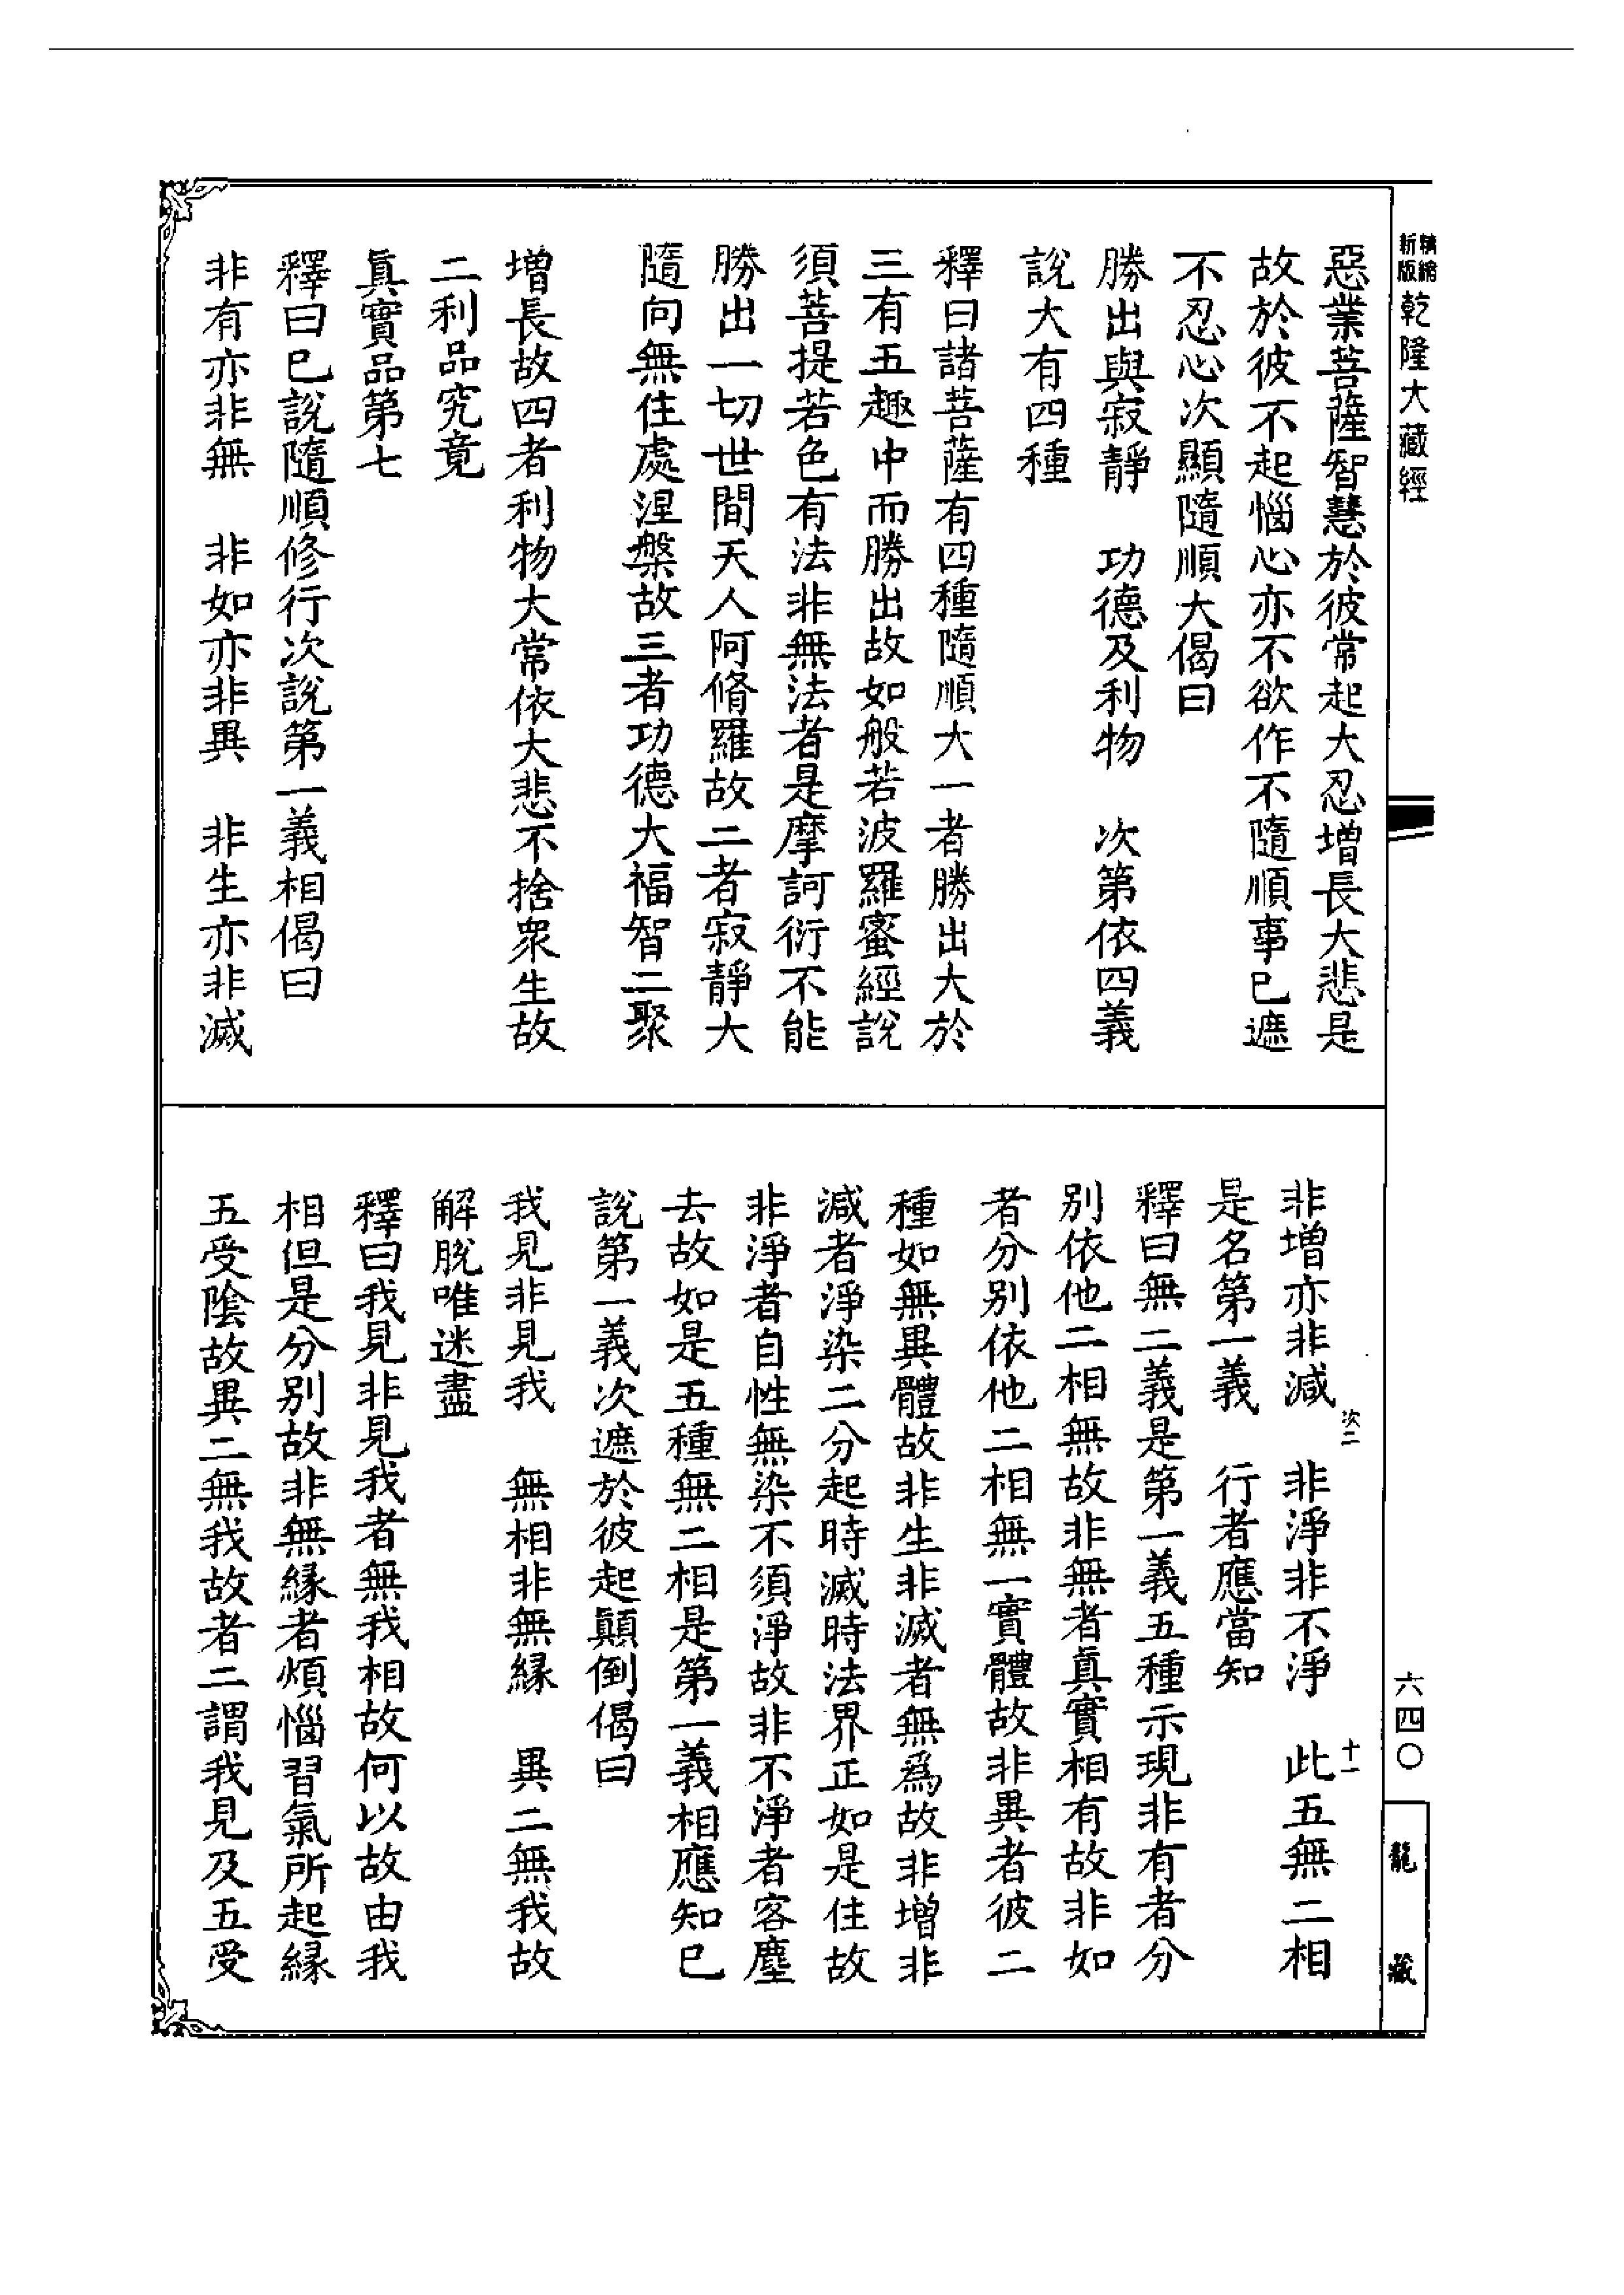 精縮新版乾隆大藏經
惡業菩薩智慧於彼常起大忍增長大悲是
故於彼不起惱心亦不欲作不隨順事已遮
不忍心次顯隨順大偈曰
勝出與寂靜　功德及利物　次第依四義
說大有四種
釋曰諸菩薩有四種隨順大一者勝出大於
三有五趣中而勝出故如般若波羅蜜經說
須菩提若色有法非無法者是摩訶衍不能
勝出一切世間天人阿脩羅故二者寂靜大
隨向無住處涅槃故三者功德大福智二聚
增長故四者利物大常依大悲不捨眾生故
二利品究竟
真實品第七
釋曰已說隨順修行次說第一義相偈曰
非有亦非無　非如亦非異　非生亦非滅
非增亦非減　非淨非不淨　此五無二相
是名第一義　行者應當知
釋曰無二義是第一義五種示現非有者分
別依他二相無故非無者真實相有故非如
者分別依他二相無一實體故非異者彼二
種如無異體故非生非滅者無為故非增非
減者淨染二分起時滅時法界正如是住故
非淨者自性無染不須淨故非不淨者客塵
去故如是五種無二相是第一義相應知已
說第一義次遮於彼起顛倒偈曰
我見非見我　無相非無緣　異二無我故
解脫唯迷盡
釋曰我見非見我者無我相故何以故由我
相但是分別故非無緣者煩惱習氣所起緣
五受陰故異二無我故者二謂我見及五受
次二
十一
六四〇
龍藏